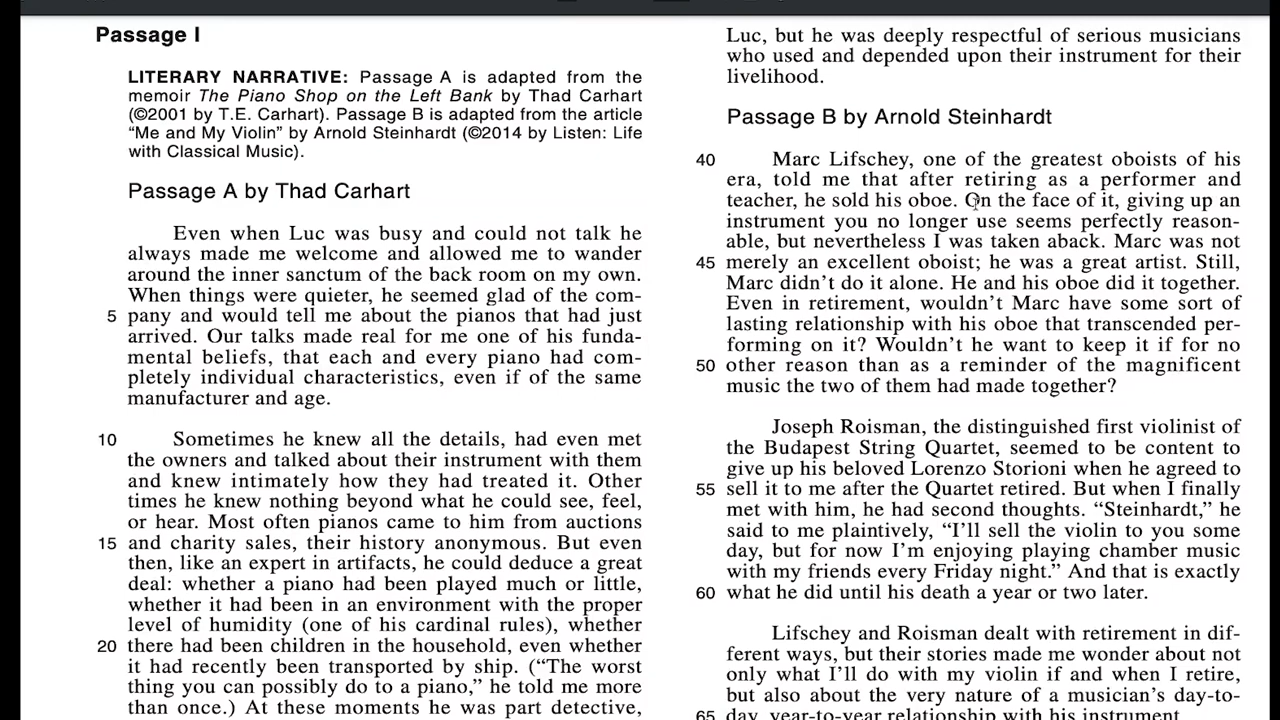 Passage I
LITERARY NARRATIVE: Passage A is adapted from the
memoir The Piano Shop on the Left Bank by Thad Carhart
(©2001 by T.E. Carhart). Passage B is adapted from the article
“Me and My Violin” by Arnold Steinhardt (©2014 by Listen: Life
with Classical Music).
Passage A by Thad Carhart
Even when Luc was busy and could not talk he
always made me welcome and allowed me to wander
around the inner sanctum of the back room on my own.
When things were quieter, he seemed glad of the com-
5 pany and would tell me about the pianos that had just
arrived. Our talks made real for me one of his funda-
mental beliefs, that each and every piano had com-
pletely individual characteristics, even if of the same
manufacturer and age.
10 Sometimes he knew all the details, had even met
the owners and talked about their instrument with them
and knew intimately how they had treated it. Other
times he knew nothing beyond what he could see, feel,
or hear. Most often pianos came to him from auctions
15 and charity sales, their history anonymous. But even
then, like an expert in artifacts, he could deduce a great
deal: whether a piano had been played much or little,
whether it had been in an environment with the proper
level of humidity (one of his cardinal rules), whether
20 there had been children in the household, even whether
it had recently been transported by ship. (“The worst
thing you can possibly do to a piano,” he told me more
than once.) At these moments he was part detective,
Luc, but he was deeply respectful of serious musicians
who used and depended upon their instrument for their
livelihood.
Passage B by Arnold Steinhardt
40 Marc Lifschey, one of the greatest oboists of his
era, told me that after retiring as a performer and
teacher, he sold his oboe. On the face of it, giving up an
instrument you no longer use seems perfectly reason-
able, but nevertheless I was taken aback. Marc was not
45 merely an excellent oboist; he was a great artist. Still,
Marc didn’t do it alone. He and his oboe did it together.
Even in retirement, wouldn’t Marc have some sort of
lasting relationship with his oboe that transcended per-
forming on it? Wouldn’t he want to keep it if for no
50 other reason than as a reminder of the magnificent
music the two of them had made together?
Joseph Roisman, the distinguished first violinist of
the Budapest String Quartet, seemed to be content to
give up his beloved Lorenzo Storioni when he agreed to
55 sell it to me after the Quartet retired. But when I finally
met with him, he had second thoughts. “Steinhardt,” he
said to me plaintively, “I’ll sell the violin to you some
day, but for now I’m enjoying playing chamber music
with my friends every Friday night.” And that is exactly
60 what he did until his death a year or two later.
Lifschey and Roisman dealt with retirement in dif-
ferent ways, but their stories made me wonder about not
only what I’ll do with my violin if and when I retire,
but also about the very nature of a musician’s day-to-
65 day, year-to-year relationship with his instrument.